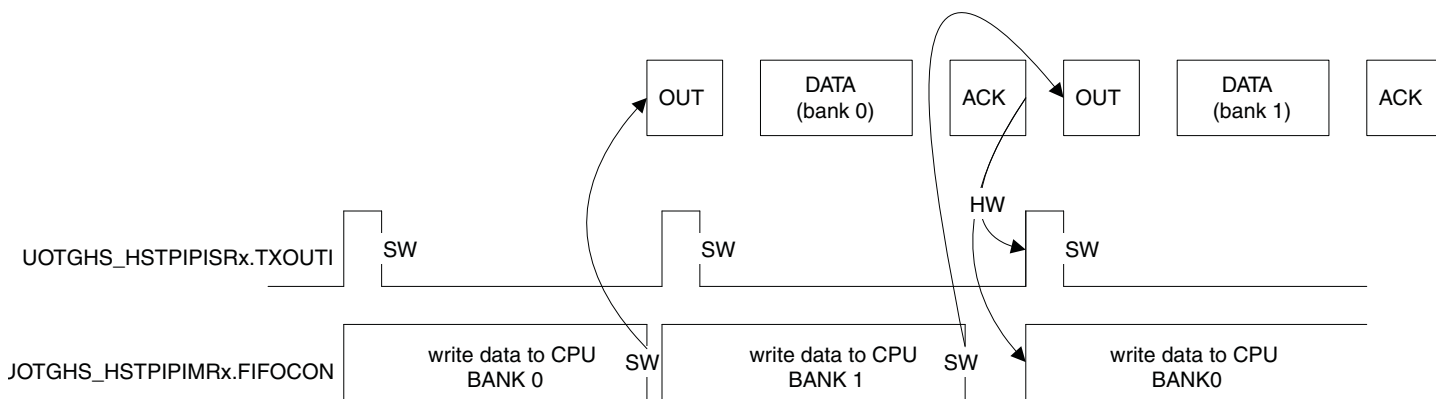 OUT
DATA
(bank 0)
ACK
OUT
DATA
(bank 1)
ACK
HW
UOTGHS_HSTPIPISRx.TXOUTI
SW
SW
SW
JOTGHS_HSTPIPIMRx.FIFOCON
write data to CPU
BANK 0
SW
write data to CPU
BANK 1
SW
write data to CPU
BANK0